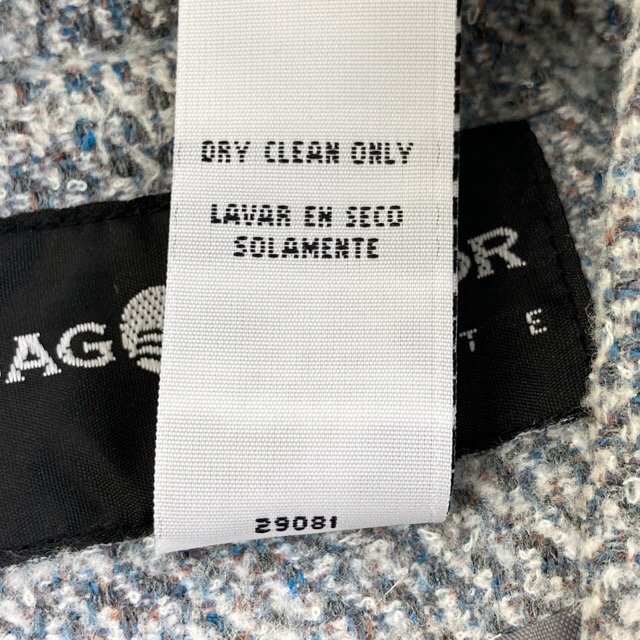 DRY CLEAN ONLY
LAVAR EN SECO
SOLAMENTE
29081